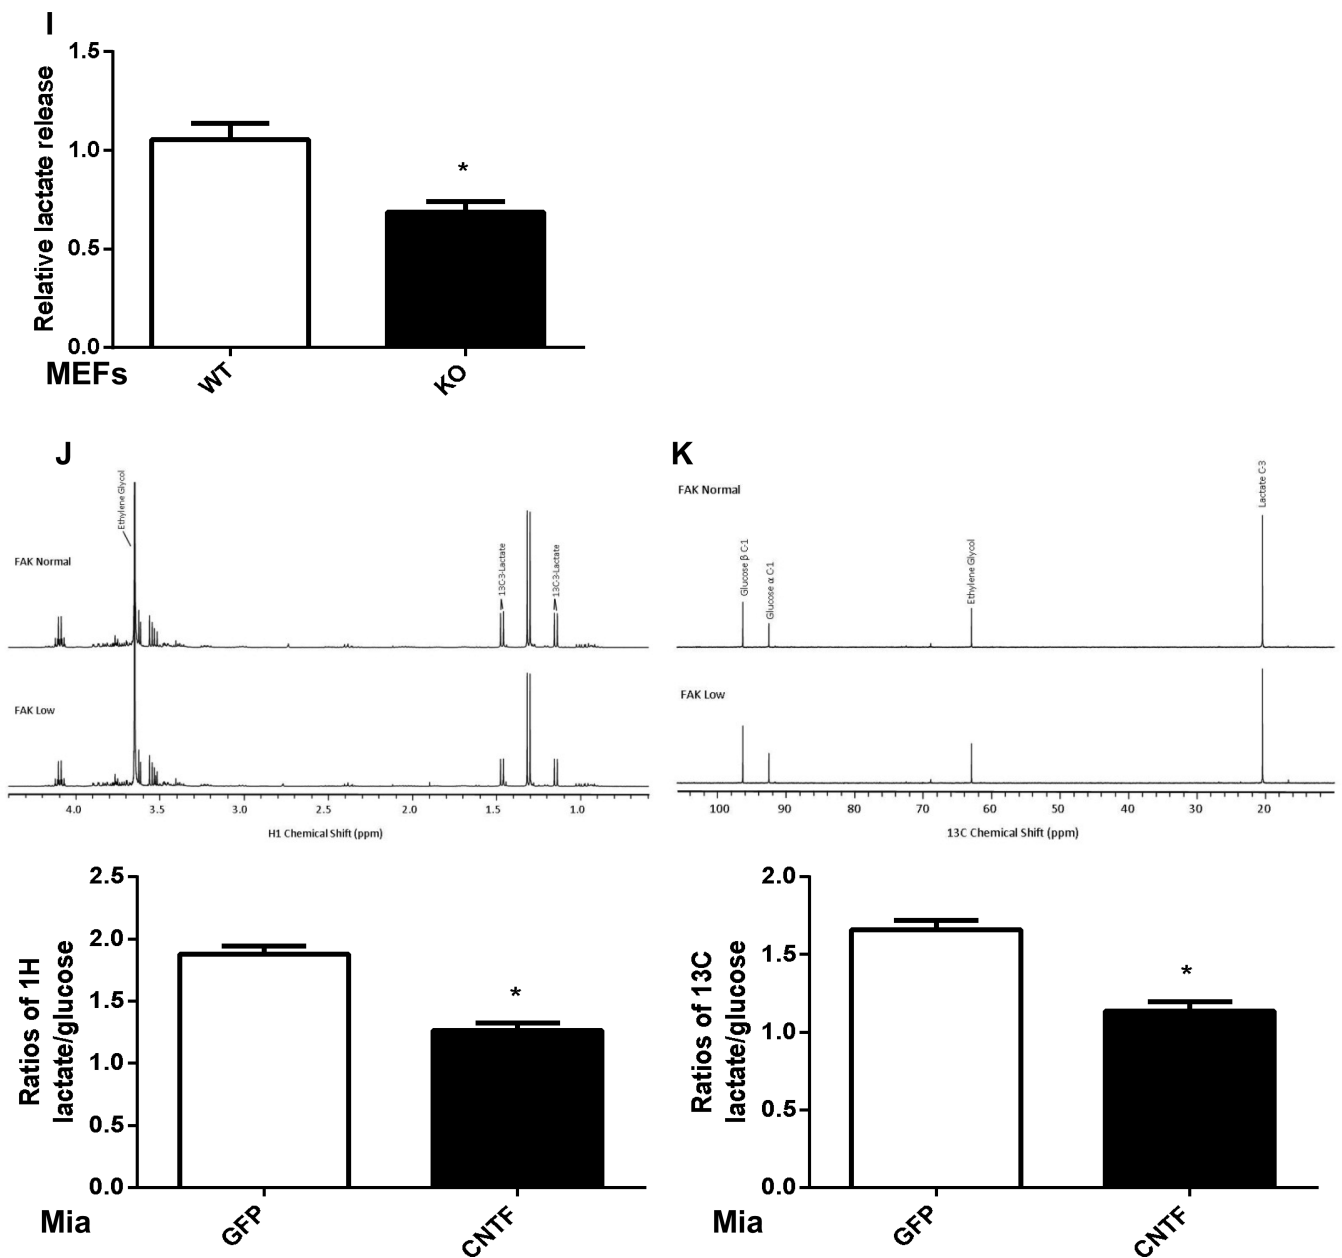 I
1.5
1.0
0.5
0.0
Relative lactate release
*
MEFs
WT
KO
J
Ethylene Glycol
13C-3-Lactate
13C-3-Lactate
FAK Normal
FAK Low
4.0 3.5 3.0 2.5 2.0 1.5 1.0
H1 Chemical Shift (ppm)
K
FAK Normal
Glucose β C-1
Glucose α C-1
Ethylene Glycol
Lactate C-3
FAK Low
100 90 80 70 60 50 40 30 20
13C Chemical Shift (ppm)
2.5
2.0
1.5
1.0
0.5
0.0
Ratios of 1H
lactate/glucose
*
Mia
GFP
CNTF
2.0
1.5
1.0
0.5
0.0
Ratios of 13C
lactate/glucose
*
Mia
GFP
CNTF